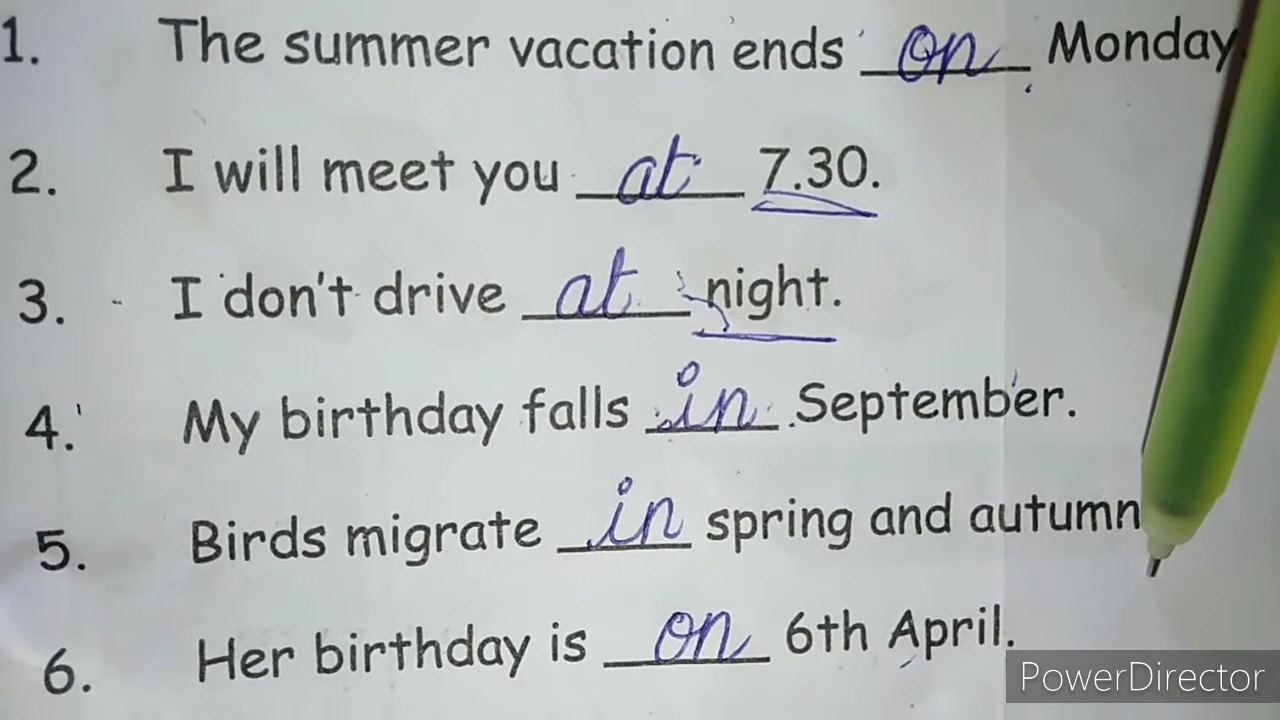 1. The summer vacation ends on Monday
2. I will meet you at 7.30.
3. I don't drive at night.
4. My birthday falls in September.
5. Birds migrate in spring and autumn
6. Her birthday is on 6th April.
PowerDirector